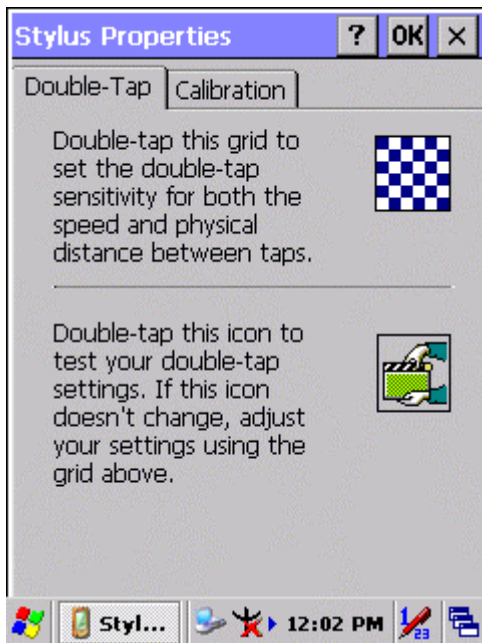 Stylus Properties ? OK ×
Double-Tap Calibration
Double-tap this grid to
set the double-tap
sensitivity for both the
speed and physical
distance between taps.
Double-tap this icon to
test your double-tap
settings. If this icon
doesn't change, adjust
your settings using the
grid above.
Styl... 12:02 PM 1/23